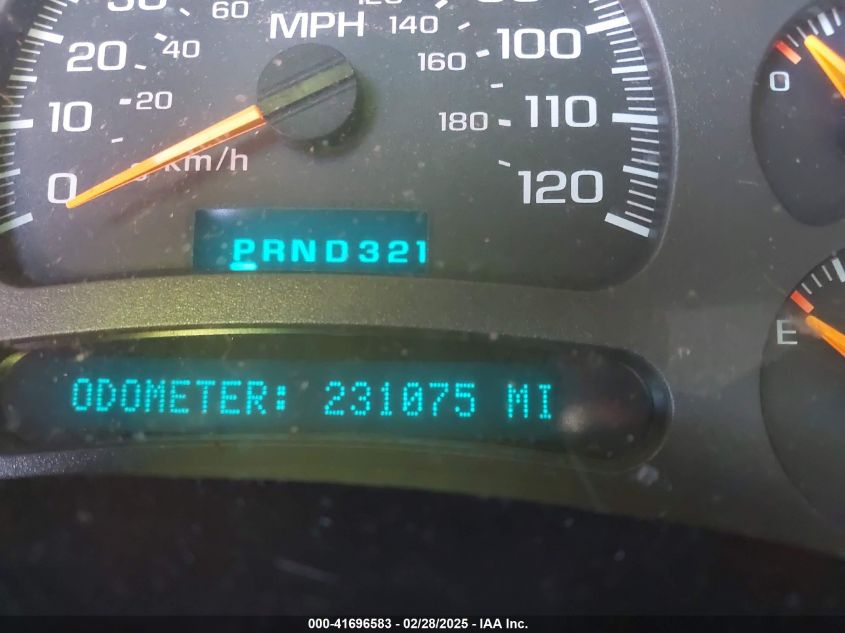 60 MPH 140
20 40 160 100
10 20 180 110
0 km/h 120
0
PRND321
E
ODOMETER: 231075 MI
000-41696583 - 02/28/2025 - IAA Inc.